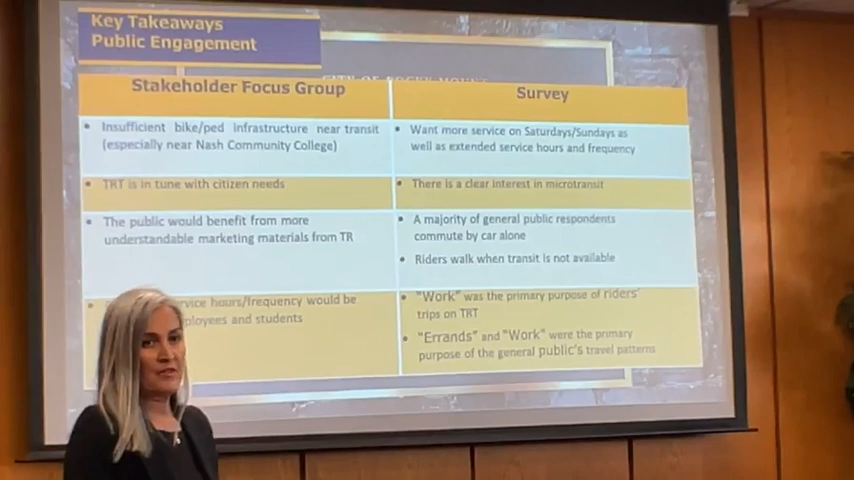 Key Takeaways
Public Engagement
CITY OF ROCKY MOUNT
Stakeholder Focus Group
Survey
• Insufficient bike/ped infrastructure near transit
(especially near Nash Community College)
• Want more service on Saturdays/Sundays as
well as extended service hours and frequency
• TRT is in tune with citizen needs
• There is a clear interest in microtransit
• The public would benefit from more
understandable marketing materials from TR
• A majority of general public respondents
commute by car alone
• Riders walk when transit is not available
service hours/frequency would be
and students
• "Work" was the primary purpose of riders'
trips on TRT
• "Errands" and "Work" were the primary
purpose of the general public's travel patterns